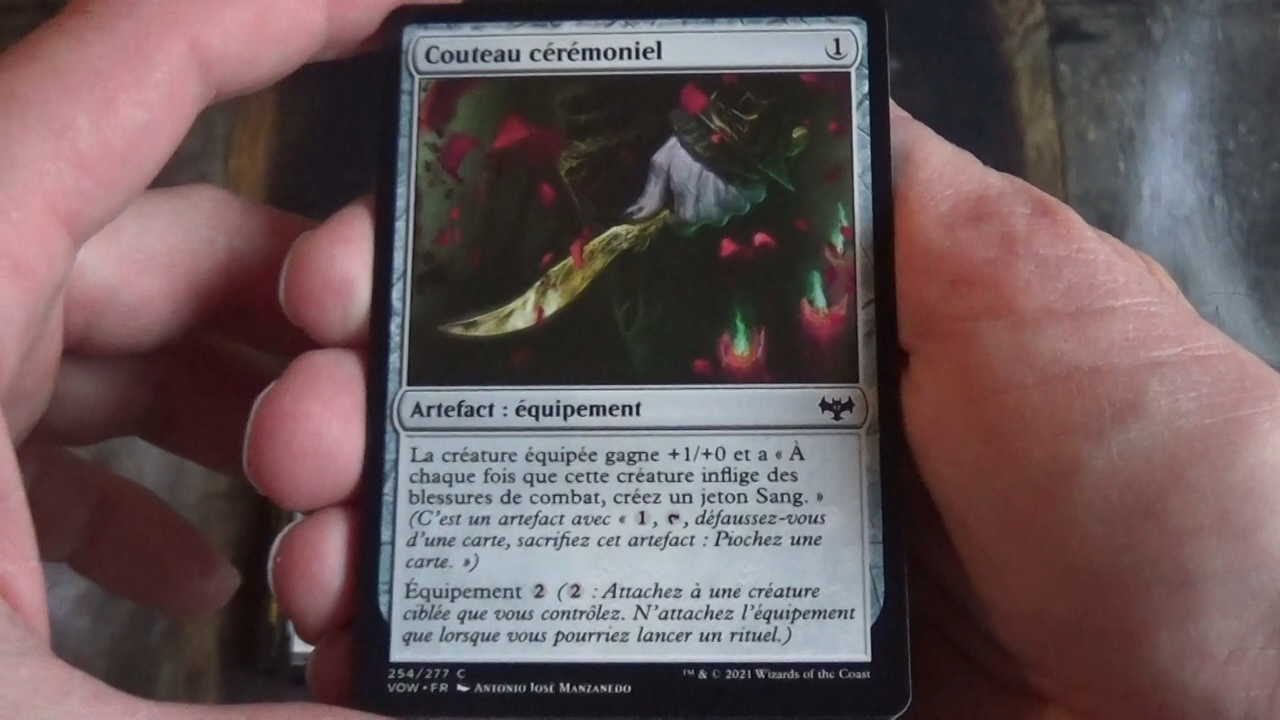 Couteau cérémoniel 1
Artefact : équipement
La créature équipée gagne +1/+0 et a « À
chaque fois que cette créature inflige des
blessures de combat, créez un jeton Sang. »
(C'est un artefact avec « 1, , défaussez-vous
d'une carte, sacrifiez cet artefact : Piochez une
carte. »)
Équipement 2 (2 : Attachez à une créature
ciblée que vous contrôlez. N'attachez l'équipement
que lorsque vous pourriez lancer un rituel.)
254/277 C
VOW • FR Antonio José Manzanedo
™ & © 2021 Wizards of the Coast